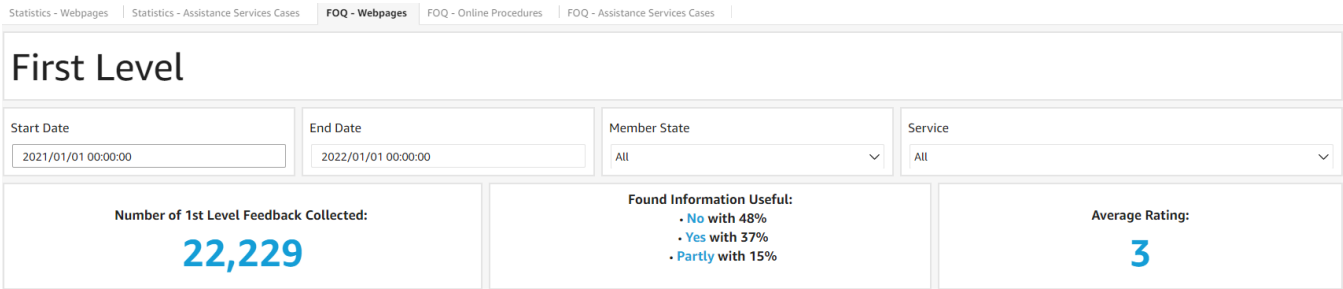 Statistics - Webpages Statistics - Assistance Services Cases FOQ - Webpages FOQ - Online Procedures FOQ - Assistance Services Cases
First Level
Start Date End Date Member State Service
2021/01/01 00:00:00 2022/01/01 00:00:00 All All
Number of 1st Level Feedback Collected:
22,229
Found Information Useful:
• No with 48%
• Yes with 37%
• Partly with 15%
Average Rating:
3